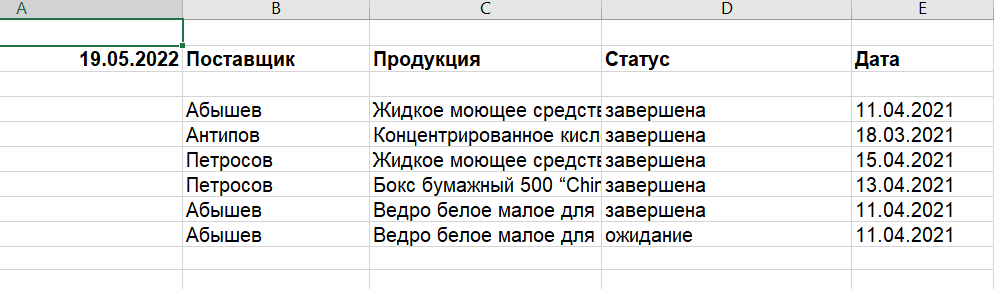 A B C D E
19.05.2022 Поставщик Продукция Статус Дата
Абышев Жидкое моющее средств завершена 11.04.2021
Антипов Концентрированное кисл завершена 18.03.2021
Петросов Жидкое моющее средств завершена 15.04.2021
Петросов Бокс бумажный 500 “Chin завершена 13.04.2021
Абышев Ведро белое малое для завершена 11.04.2021
Абышев Ведро белое малое для ожидание 11.04.2021